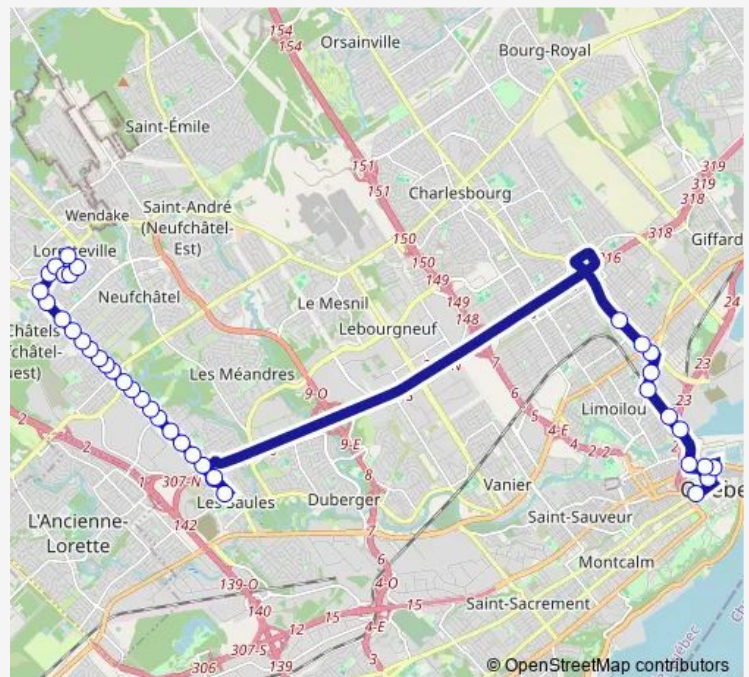 154
154
Orsainville
Bourg-Royal
Saint-Émile
151
151
319
319
318
318
Charlesbourg
Wendake
Saint-André
(Neufchâtel-
Est)
150
150
Giffard
316
149
149
148
Neufchâtel
Le Mesnil
Lebourgneuf
24
23
23
Les Méandres
9-O
9-E
Limoilou
6
5-E
4-E
2
2
2
2
307-N
8
Vanier
Duberger
L'Ancienne-
Lorette
142
7
Saint-Sauveur
139-O
6
Montcalm
140
4-O
15
15
12
4-E
Saint-Sacrement
307-S
306
139
3
© OpenStreetMap contributors